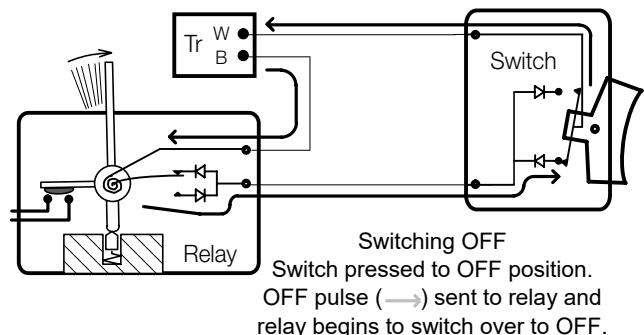 Tr
W
B
Switch
Relay
Switching OFF
Switch pressed to OFF position.
OFF pulse (⟶) sent to relay and
relay begins to switch over to OFF.